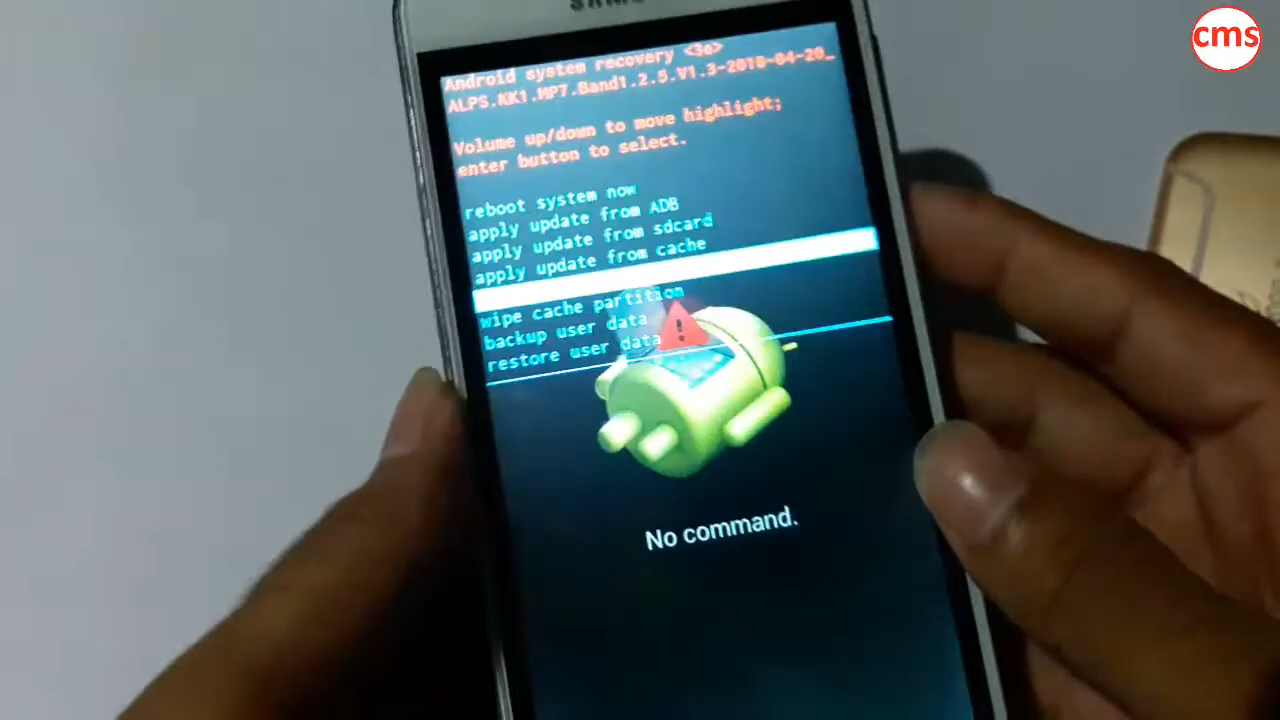 cms
Android system recovery <3e>
ALPS.KK1.MP7.Band1.2.5.V1.3-2010-04-20_
Volume up/down to move highlight;
enter button to select.
reboot system now
apply update from ADB
apply update from sdcard
apply update from cache
wipe cache partition
backup user data
restore user data
No command.